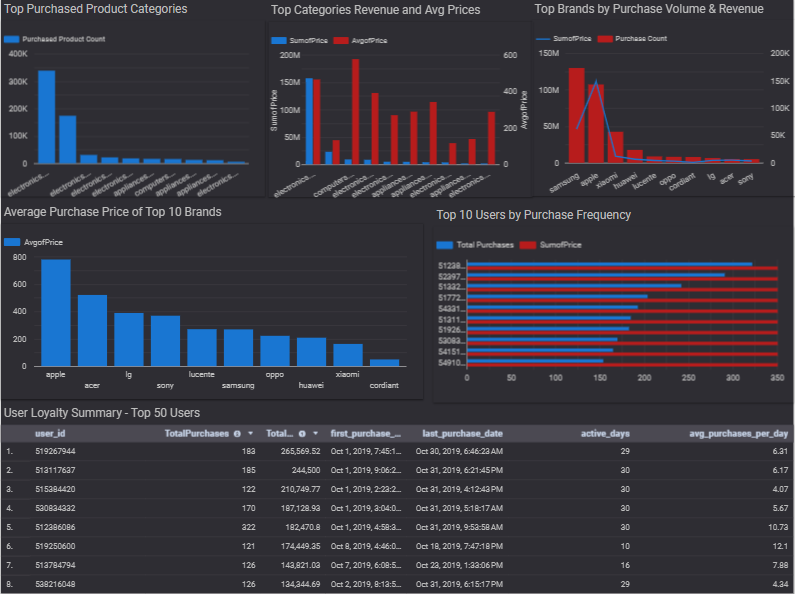 Top Purchased Product Categories
Purchased Product Count
400K
300K
200K
100K
0
electronics...
electronics...
electronics...
electronics...
appliances...
computers...
appliances...
appliances...
electronics...
Top Categories Revenue and Avg Prices
SumofPrice
AvgofPrice
SumofPrice
200M
150M
100M
50M
0
600
400
200
0
AvgofPrice
electronics...
computers...
electronics...
electronics...
appliances...
appliances...
electronics...
appliances...
electronics...
Top Brands by Purchase Volume & Revenue
SumofPrice
Purchase Count
150M
100M
50M
0
200K
150K
100K
50K
0
samsung
apple
xiaomi
huawei
lucente
oppo
cordiant
lg
acer
sony
Average Purchase Price of Top 10 Brands
AvgofPrice
800
600
400
200
0
apple
acer
lg
sony
lucente
samsung
oppo
huawei
xiaomi
cordiant
Top 10 Users by Purchase Frequency
Total Purchases
SumofPrice
51238...
52397...
51332...
51772...
54331...
51311...
51926...
53083...
54151...
54910...
0 50 100 150 200 250 300 350
User Loyalty Summary - Top 50 Users
user_id TotalPurchases Total... first_purchase_... last_purchase_date active_days avg_purchases_per_day
1. 519267944 183 265,569.52 Oct 1, 2019, 7:45:1... Oct 30, 2019, 6:46:23 AM 29 6.31
2. 513117637 185 244,500 Oct 1, 2019, 9:06:2... Oct 31, 2019, 6:21:45 PM 30 6.17
3. 515384420 122 210,749.77 Oct 1, 2019, 2:23:2... Oct 31, 2019, 4:12:43 PM 30 4.07
4. 530834332 170 187,128.93 Oct 1, 2019, 3:04:0... Oct 31, 2019, 5:18:17 AM 30 5.67
5. 512386086 322 182,470.8 Oct 1, 2019, 4:58:3... Oct 31, 2019, 9:53:58 AM 30 10.73
6. 519250600 121 174,449.35 Oct 8, 2019, 4:46:0... Oct 18, 2019, 7:47:18 PM 10 12.1
7. 513784794 126 143,821.03 Oct 7, 2019, 6:08:5... Oct 23, 2019, 1:33:06 PM 16 7.88
8. 538216048 126 134,344.69 Oct 2, 2019, 8:13:5... Oct 31, 2019, 6:15:17 PM 29 4.34